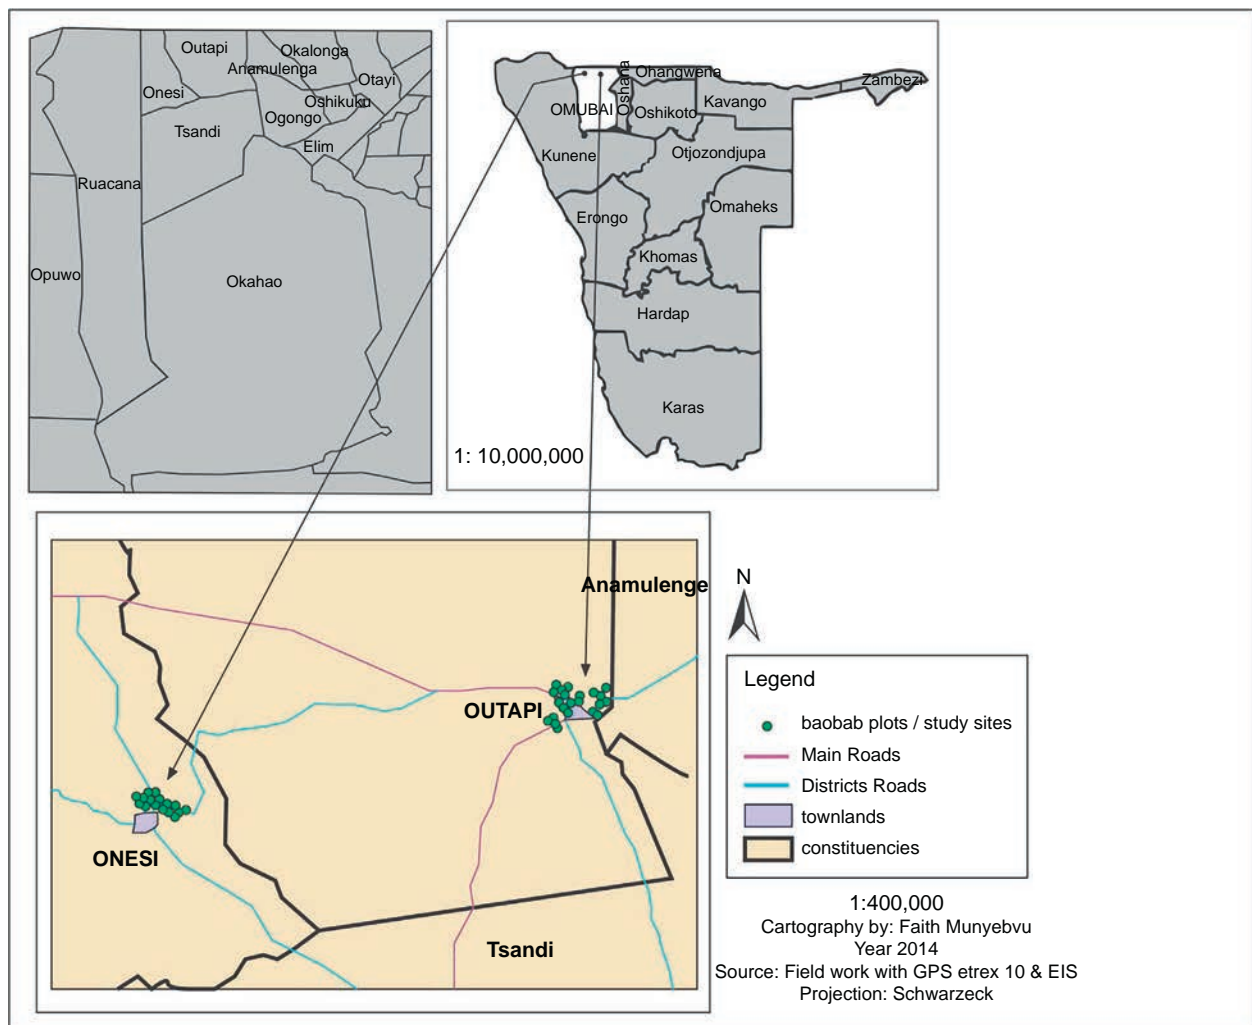 Outapi
Okalonga
Anamulenga
Otayi
Onesi
Oshikuku
Ogongo
Tsandi
Elim
Ruacana
Opuwo
Okahao
Ohangwena
Zambezi
Oshana
OMUBAI
Oshikoto
Kavango
Kunene
Otjozondjupa
Omaheks
Erongo
Khomas
Hardap
Karas
1: 10,000,000
Anamulenge
OUTAPI
ONESI
Tsandi
N
Legend
baobab plots / study sites
Main Roads
Districts Roads
townlands
constituencies
1:400,000
Cartography by: Faith Munyebvu
Year 2014
Source: Field work with GPS etrex 10 & EIS
Projection: Schwarzeck